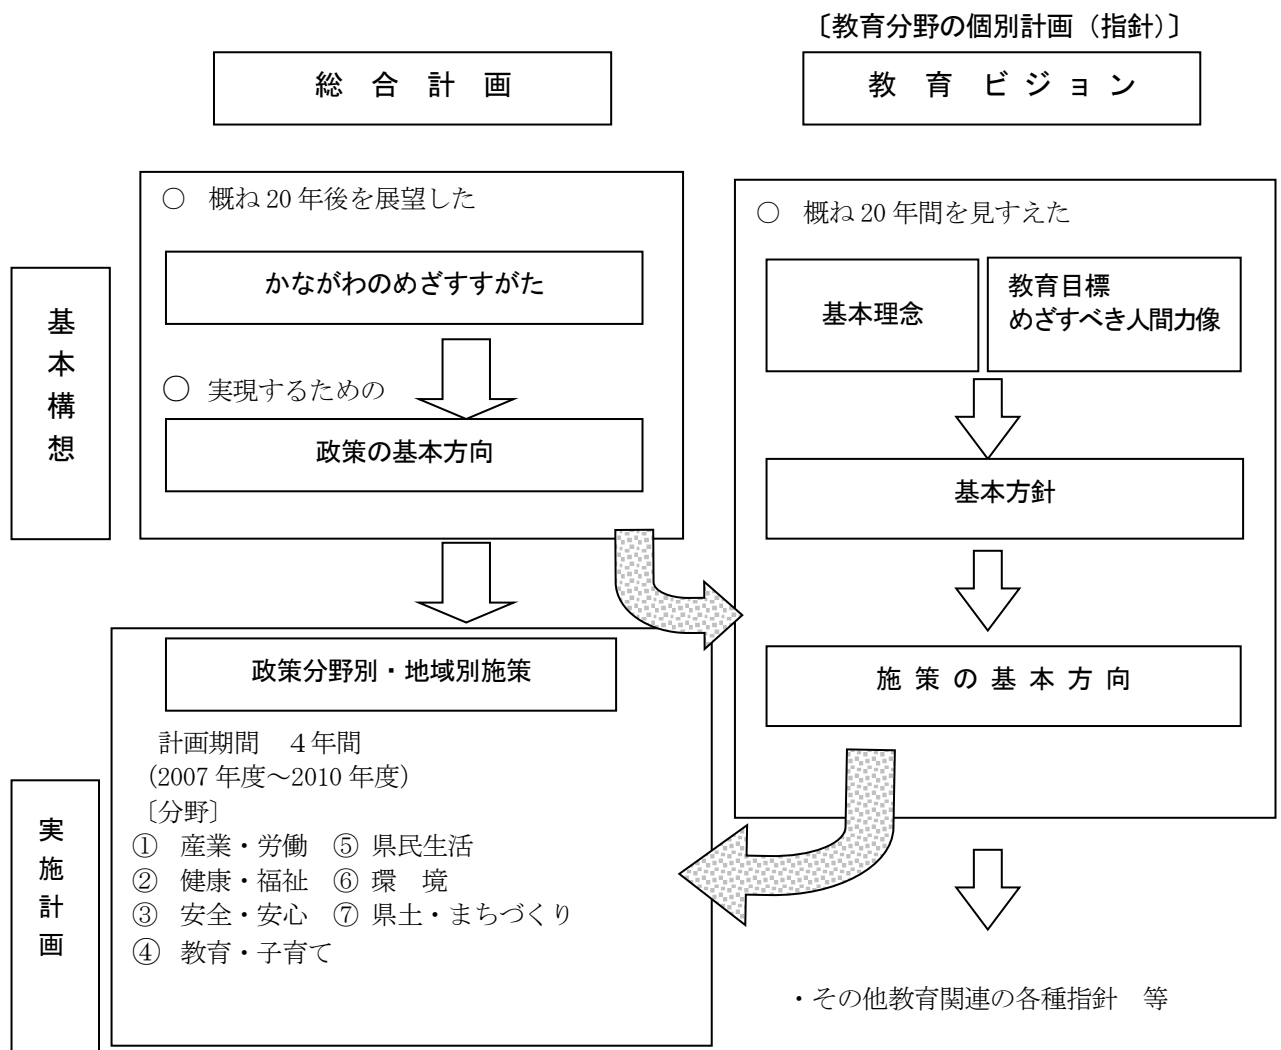 〔教育分野の個別計画（指針）〕
総　合　計　画
教　育　ビ ジ ョ ン
基本構想
○　概ね 20 年後を展望した
かながわのめざすすがた
○　実現するための
政策の基本方向
○　概ね 20 年間を見すえた
基本理念
教育目標
めざすべき人間力像
基本方針
施 策 の 基 本 方 向
実施計画
政策分野別・地域別施策
計画期間　４年間
（2007 年度～2010 年度）
〔分野〕
①　産業・労働　⑤ 県民生活
②　健康・福祉　⑥ 環　境
③　安全・安心　⑦ 県土・まちづくり
④　教育・子育て
・その他教育関連の各種指針　等